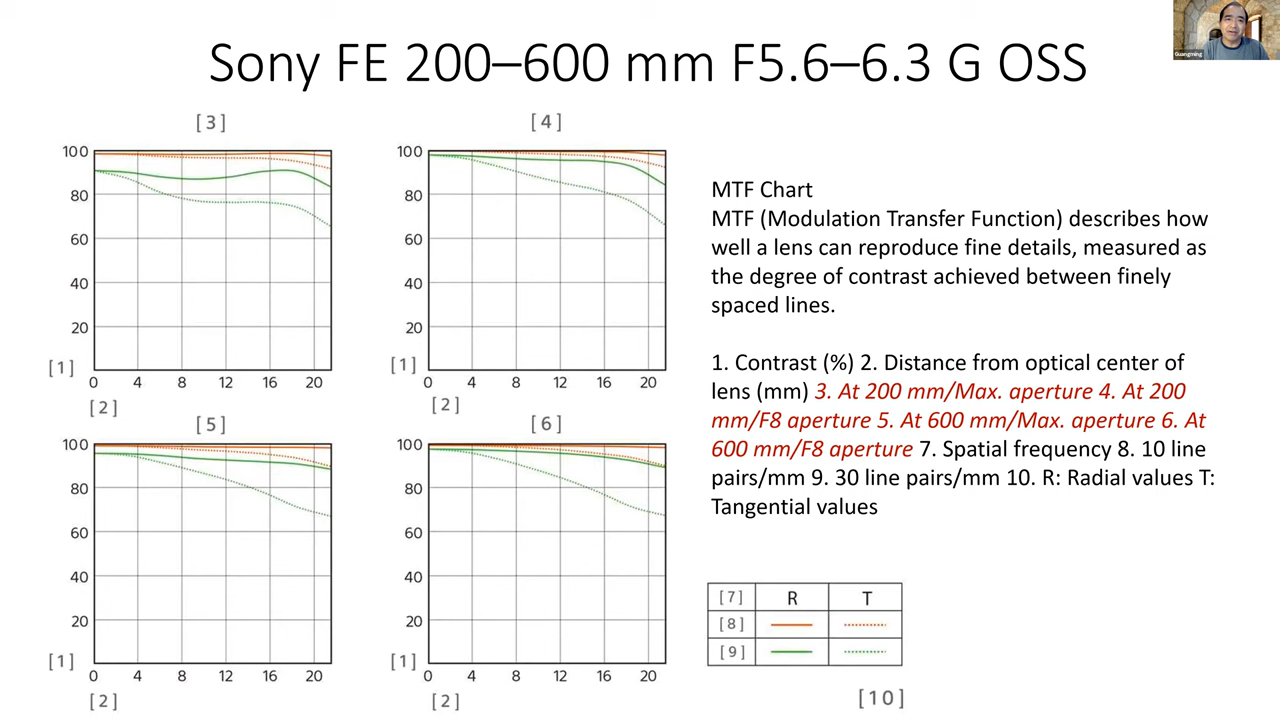 Sony FE 200–600 mm F5.6–6.3 G OSS
Guangming
[ 3 ]
100
80
60
40
20
[ 1 ]
0 4 8 12 16 20
[ 2 ]
[ 4 ]
100
80
60
40
20
[ 1 ]
0 4 8 12 16 20
[ 2 ]
[ 5 ]
100
80
60
40
20
[ 1 ]
0 4 8 12 16 20
[ 2 ]
[ 6 ]
100
80
60
40
20
[ 1 ]
0 4 8 12 16 20
[ 2 ]
MTF Chart
MTF (Modulation Transfer Function) describes how
well a lens can reproduce fine details, measured as
the degree of contrast achieved between finely
spaced lines.
1. Contrast (%) 2. Distance from optical center of
lens (mm) 3. At 200 mm/Max. aperture 4. At 200
mm/F8 aperture 5. At 600 mm/Max. aperture 6. At
600 mm/F8 aperture 7. Spatial frequency 8. 10 line
pairs/mm 9. 30 line pairs/mm 10. R: Radial values T:
Tangential values
[ 7 ] R T
[ 8 ]
[ 9 ]
[ 10 ]